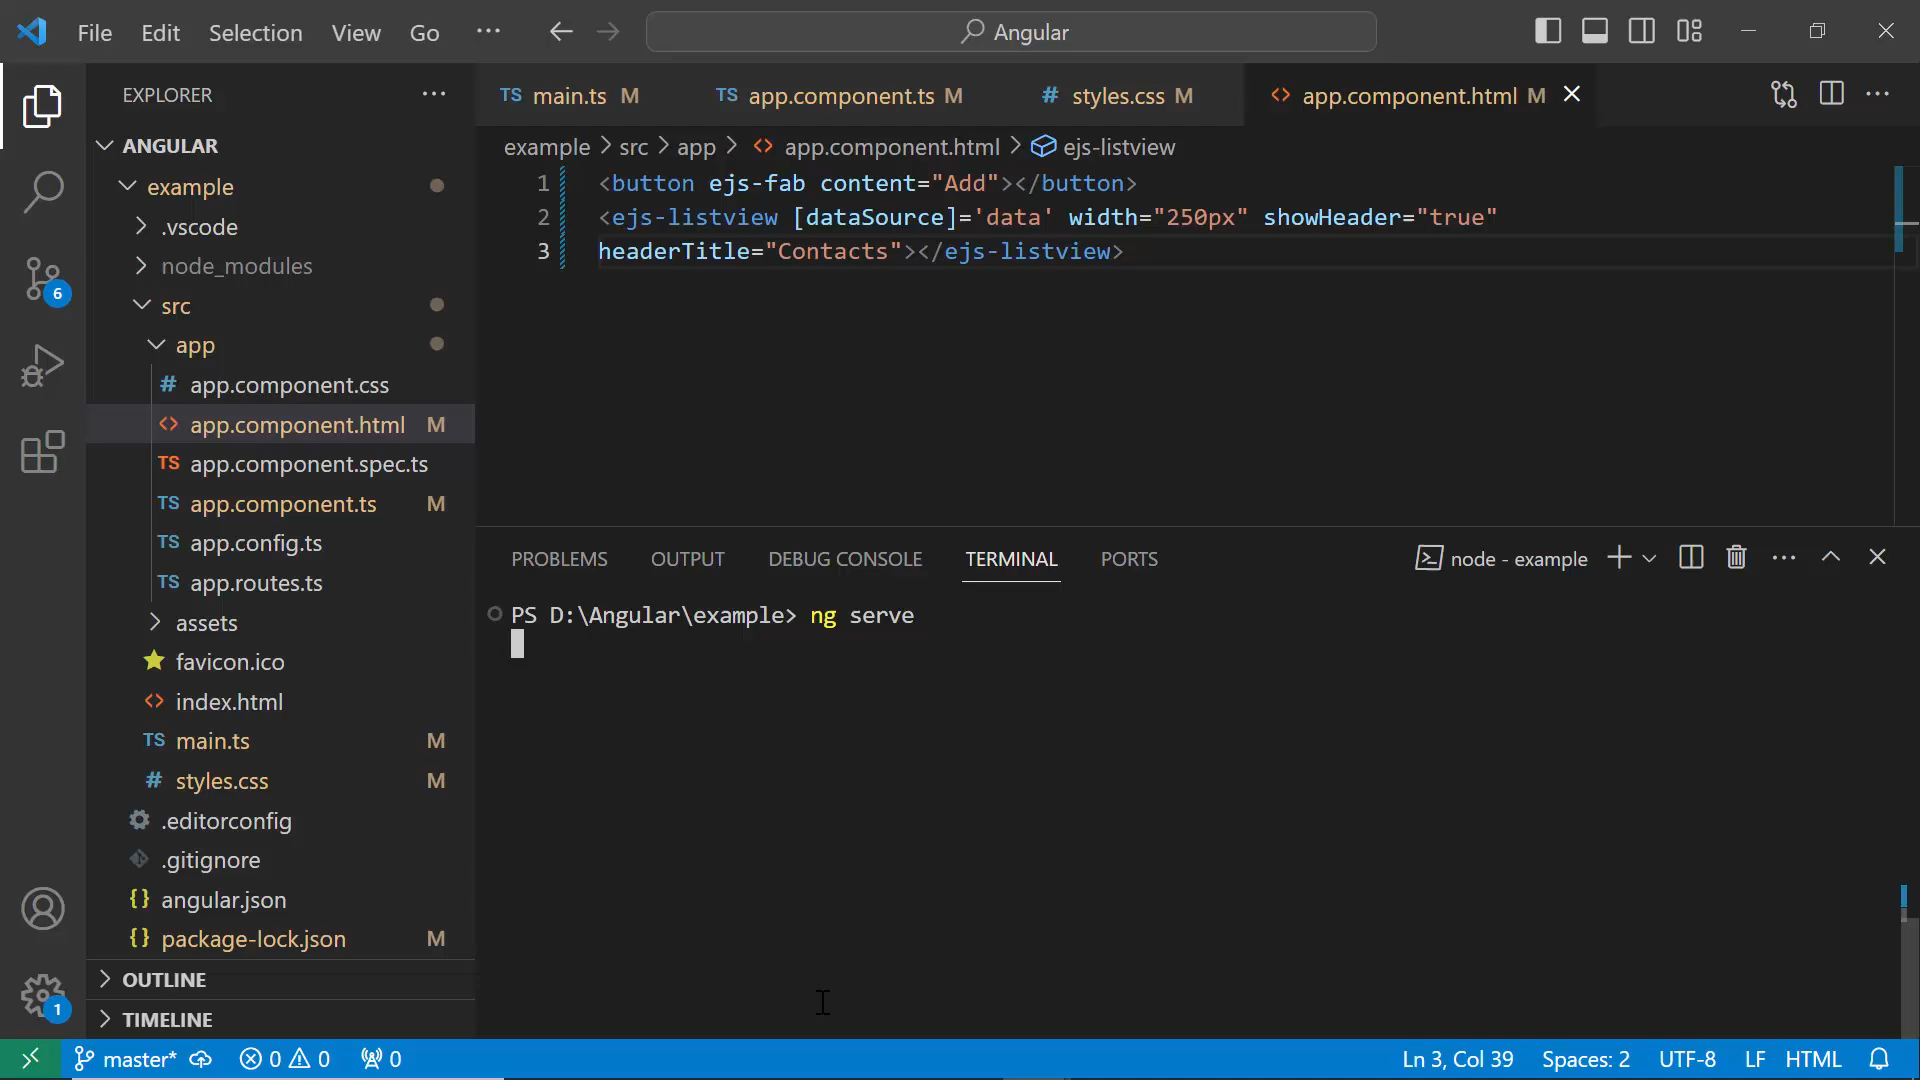 File Edit Selection View Go
Angular
EXPLORER
ANGULAR
example
.vscode
node_modules
src
app
app.component.css
app.component.html M
app.component.spec.ts
TS app.component.ts M
TS app.config.ts
TS app.routes.ts
assets
favicon.ico
index.html
TS main.ts M
# styles.css M
.editorconfig
.gitignore
{} angular.json
{} package-lock.json M
OUTLINE
TIMELINE
6
1
TS main.ts M TS app.component.ts M # styles.css M <> app.component.html M
example > src > app > <> app.component.html > ejs-listview
1 <button ejs-fab content="Add"></button>
2 <ejs-listview [dataSource]='data' width="250px" showHeader="true"
3 headerTitle="Contacts"></ejs-listview>
PROBLEMS OUTPUT DEBUG CONSOLE TERMINAL PORTS
node - example
PS D:\Angular\example> ng serve
master* 0 0 0 Ln 3, Col 39 Spaces: 2 UTF-8 LF HTML